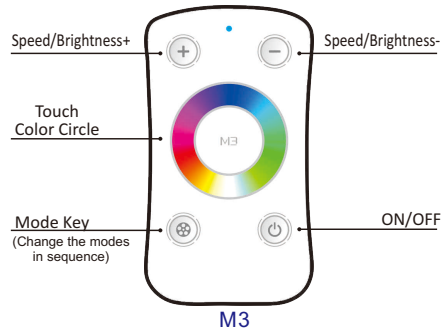 Speed/Brightness+
Speed/Brightness-
Touch
Color Circle
M3
Mode Key
(Change the modes
in sequence)
ON/OFF
M3